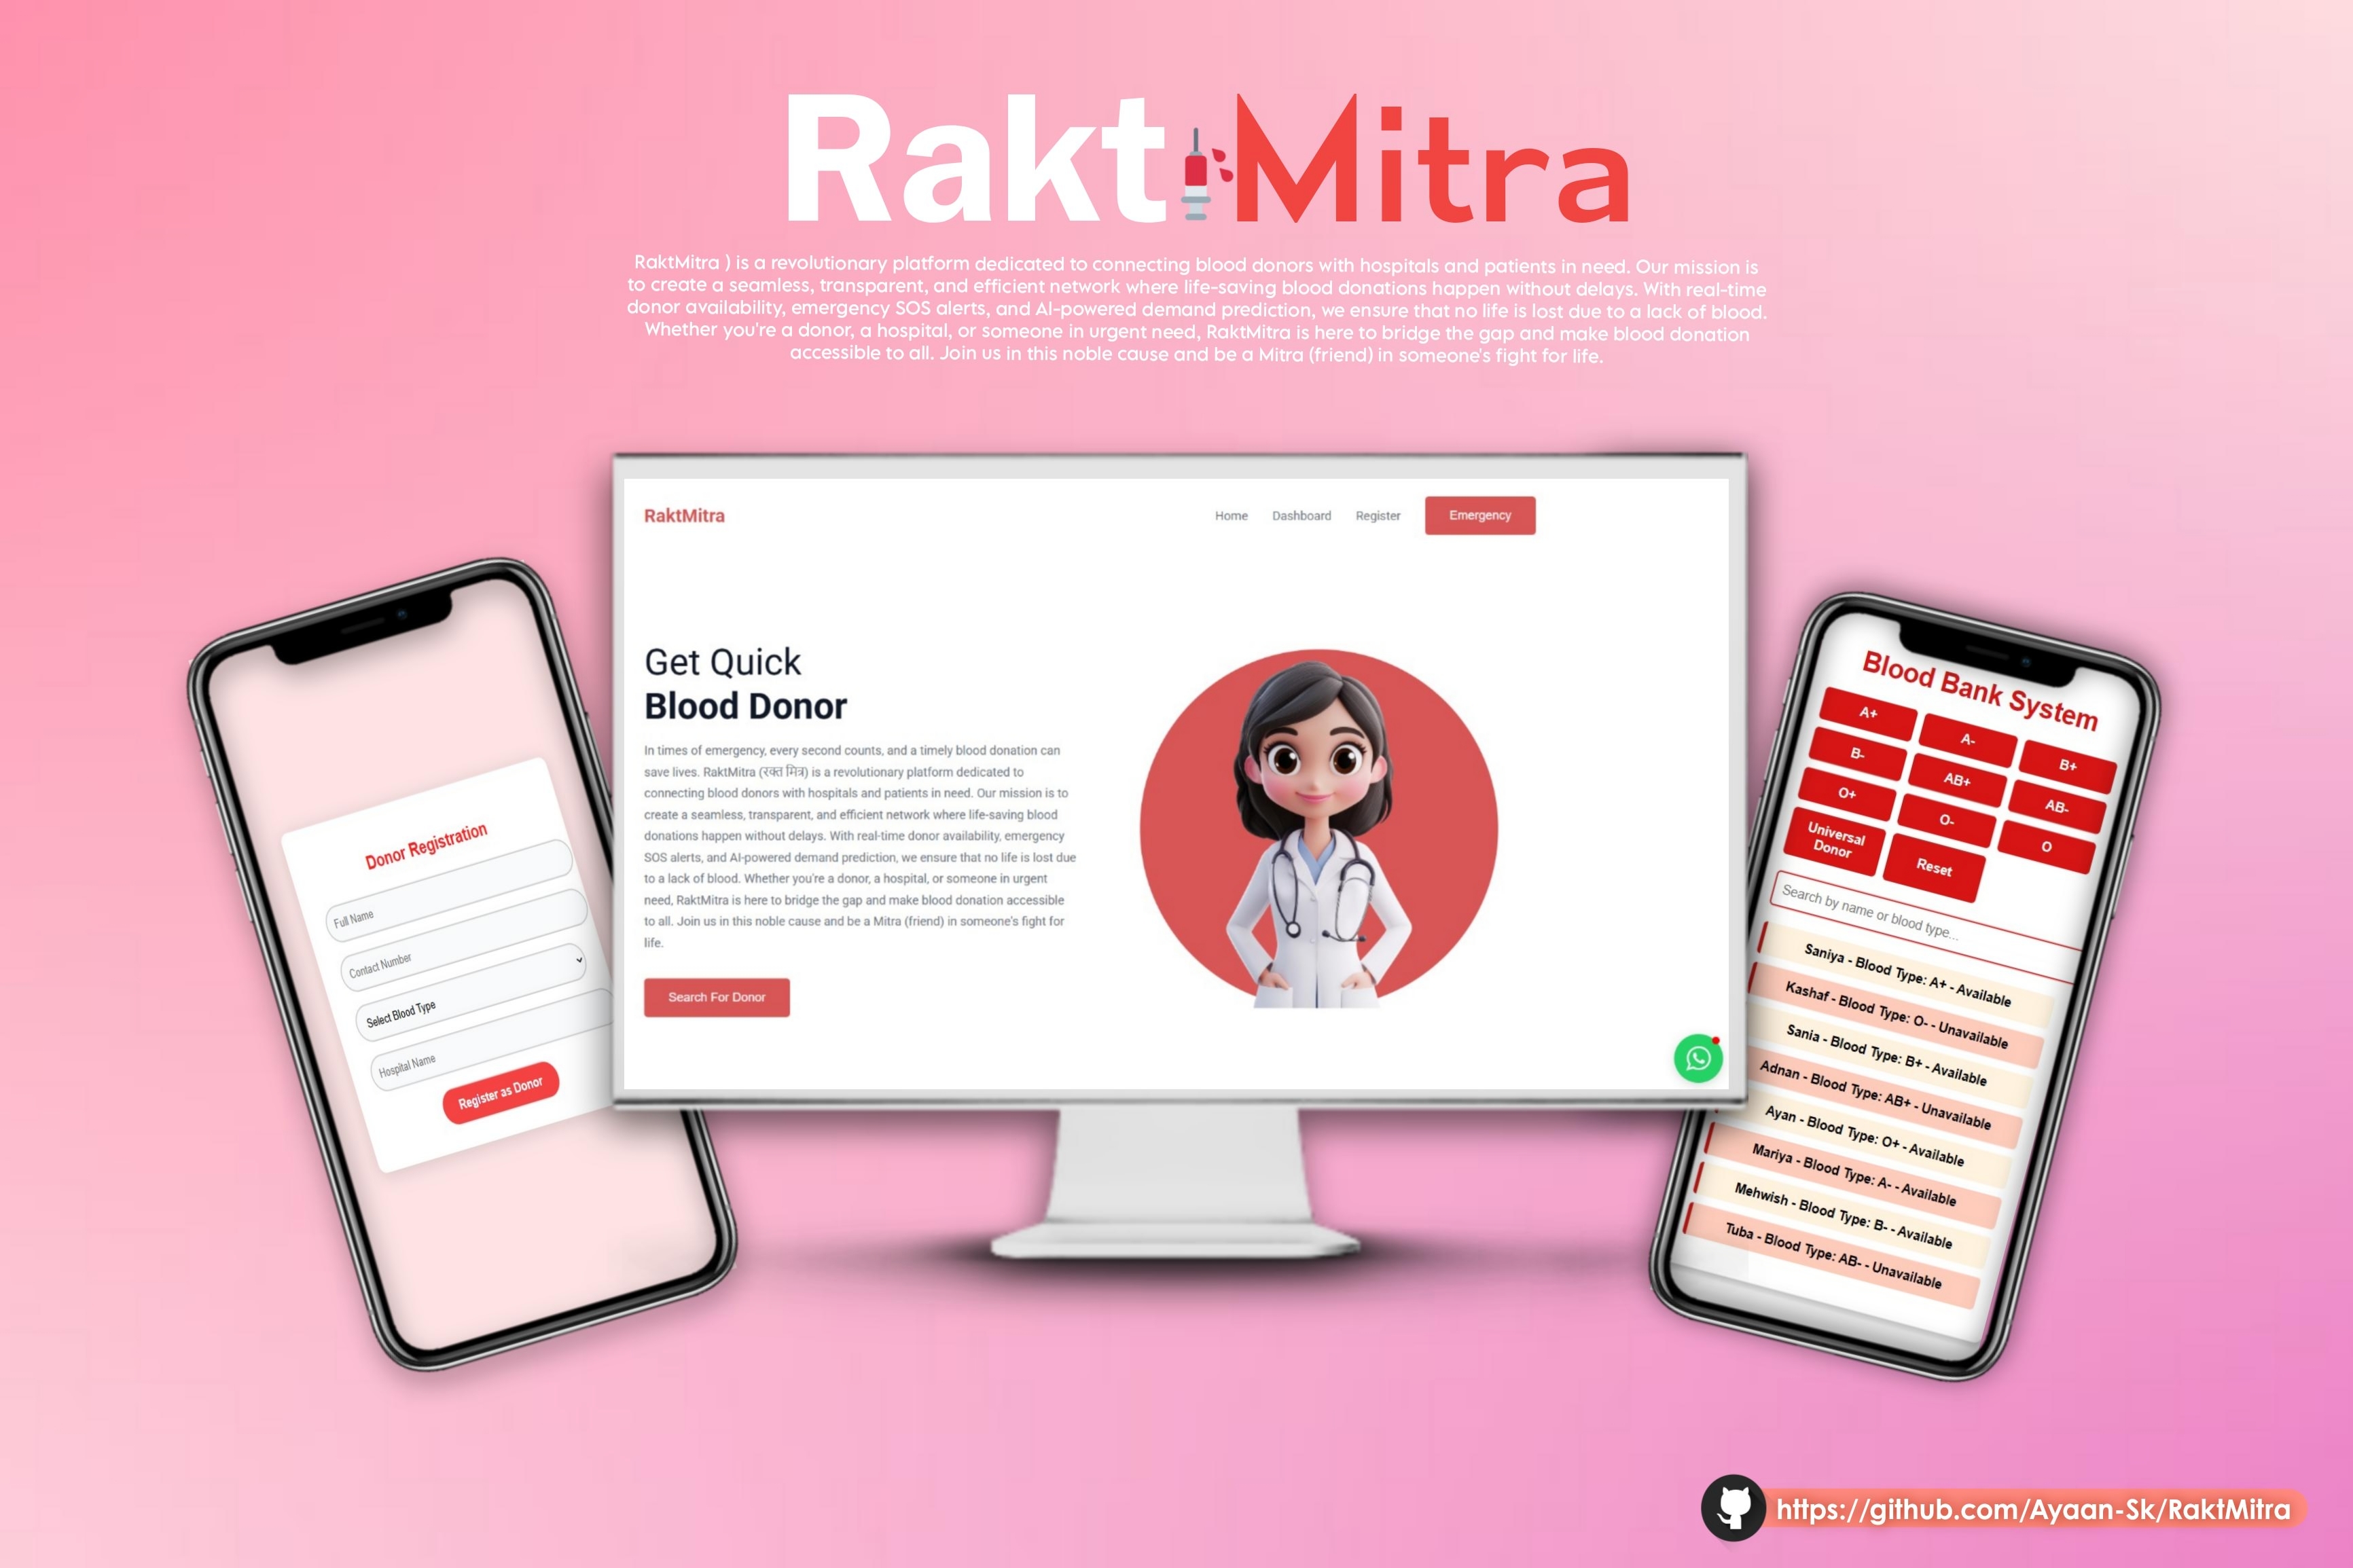 Rakt Mitra
RaktMitra ) is a revolutionary platform dedicated to connecting blood donors with hospitals and patients in need. Our mission is
to create a seamless, transparent, and efficient network where life-saving blood donations happen without delays. With real-time
donor availability, emergency SOS alerts, and AI-powered demand prediction, we ensure that no life is lost due to a lack of blood.
Whether you're a donor, a hospital, or someone in urgent need, RaktMitra is here to bridge the gap and make blood donation
accessible to all. Join us in this noble cause and be a Mitra (friend) in someone's fight for life.
Donor Registration
Full Name
Contact Number
Select Blood Type
Hospital Name
Register as Donor
RaktMitra
Home Dashboard Register Emergency
Get Quick
Blood Donor
In times of emergency, every second counts, and a timely blood donation can
save lives. RaktMitra (रक्त मित्र) is a revolutionary platform dedicated to
connecting blood donors with hospitals and patients in need. Our mission is to
create a seamless, transparent, and efficient network where life-saving blood
donations happen without delays. With real-time donor availability, emergency
SOS alerts, and AI-powered demand prediction, we ensure that no life is lost due
to a lack of blood. Whether you're a donor, a hospital, or someone in urgent
need, RaktMitra is here to bridge the gap and make blood donation accessible
to all. Join us in this noble cause and be a Mitra (friend) in someone's fight for
life.
Search For Donor
Blood Bank System
A+ A- B+
B- AB+ AB-
O+ O- O
Universal
Donor
Reset
Search by name or blood type...
Saniya - Blood Type: A+ - Available
Kashaf - Blood Type: O- - Unavailable
Sania - Blood Type: B+ - Available
Adnan - Blood Type: AB+ - Unavailable
Ayan - Blood Type: O+ - Available
Mariya - Blood Type: A- - Available
Mehwish - Blood Type: B- - Available
Tuba - Blood Type: AB- - Unavailable
https://github.com/Ayaan-Sk/RaktMitra